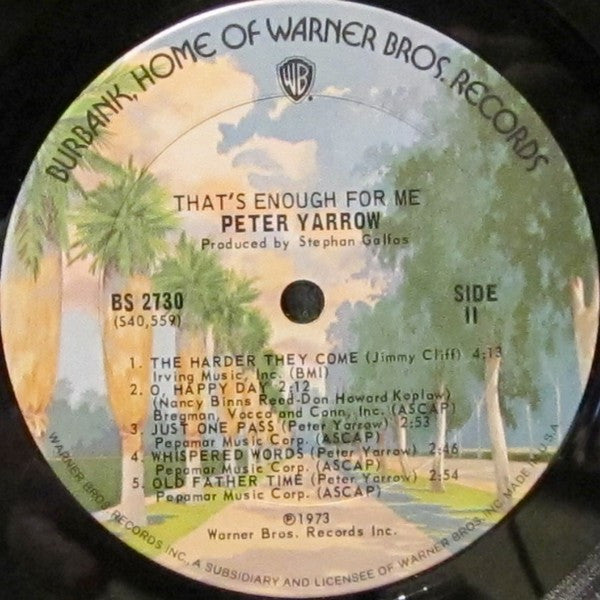 BURBANK, HOME OF WARNER BROS. RECORDS
WB
THAT'S ENOUGH FOR ME
PETER YARROW
Produced by Stephan Galfas
BS 2730
(S40,559)
SIDE
II
1. THE HARDER THEY COME (Jimmy Cliff) 4:13
Irving Music, Inc. (BMI)
2. O, HAPPY DAY 2:12
(Nancy Binns Reed-Don Howard Koplow)
Bregman, Vocco and Conn, Inc. (ASCAP)
3. JUST ONE PASS (Peter Yarrow) 2:53
Pepamar Music Corp. (ASCAP)
4. WHISPERED WORDS (Peter Yarrow) 2:46
Pepamar Music Corp. (ASCAP)
5. OLD FATHER TIME (Peter Yarrow) 2:54
Pepamar Music Corp. (ASCAP)
℗1973
Warner Bros. Records Inc.
WARNER BROS. RECORDS INC., A SUBSIDIARY AND LICENSEE OF WARNER BROS. INC. MADE IN U.S.A.